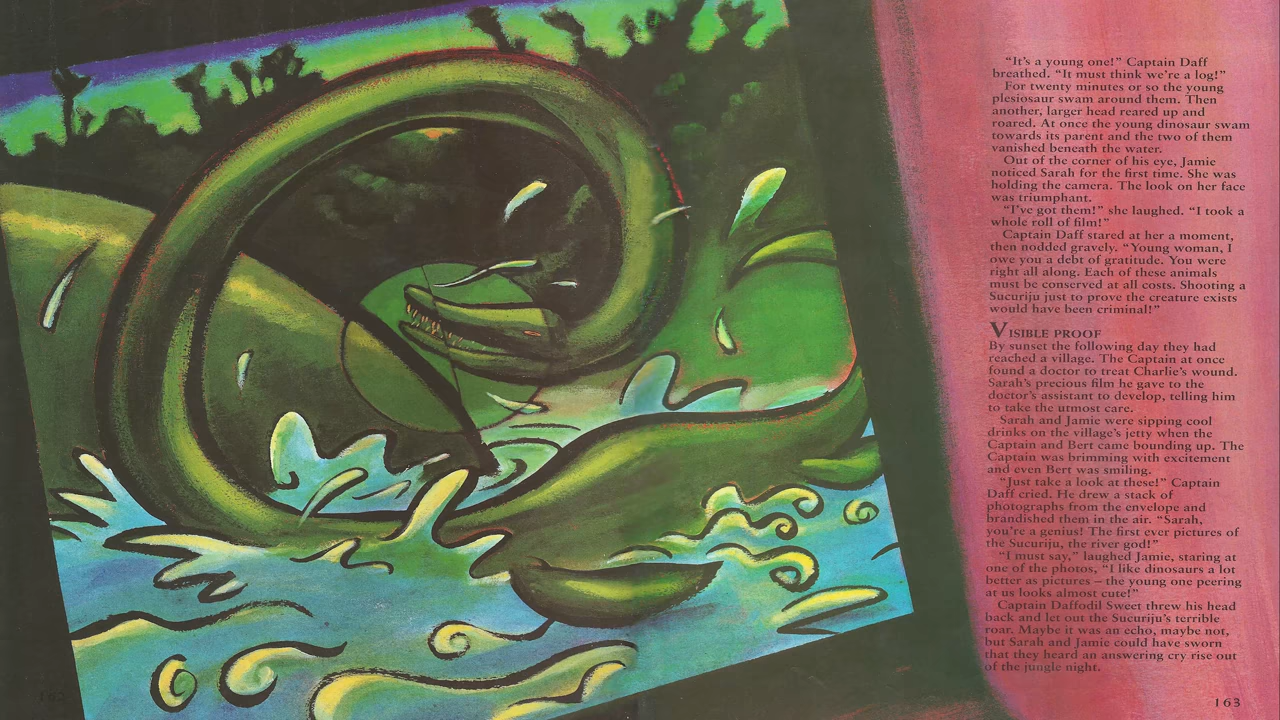 “It’s a young one!” Captain Daff
breathed. “It must think we’re a log!”
For twenty minutes or so the young
plesiosaur swam around them. Then
another, larger head reared up and
roared. At once the young dinosaur swam
towards its parent and the two of them
vanished beneath the water.
Out of the corner of his eye, Jamie
noticed Sarah for the first time. She was
holding the camera. The look on her face
was triumphant.
“I’ve got them!” she laughed. “I took a
whole roll of film!”
Captain Daff stared at her a moment,
then nodded gravely. “Young woman, I
owe you a debt of gratitude. You were
right all along. Each of these animals
must be conserved at all costs. Shooting a
Sucuriju just to prove the creature exists
would have been criminal!”
VISIBLE PROOF
By sunset the following day they had
reached a village. The Captain at once
found a doctor to treat Charlie’s wound.
Sarah’s precious film he gave to the
doctor’s assistant to develop, telling him
to take the utmost care.
Sarah and Jamie were sipping cool
drinks on the village’s jetty when the
Captain and Bert came bounding up. The
Captain was brimming with excitement
and even Bert was smiling.
“Just take a look at these!” Captain
Daff cried. He drew a stack of
photographs from the envelope and
brandished them in the air. “Sarah,
you’re a genius! The first ever pictures of
the Sucuriju, the river god!”
“I must say,” laughed Jamie, staring at
one of the photos, “I like dinosaurs a lot
better as pictures – the young one peering
at us looks almost cute!”
Captain Daffodil Sweet threw his head
back and let out the Sucuriju’s terrible
roar. Maybe it was an echo, maybe not,
but Sarah and Jamie could have sworn
that they heard an answering cry rise out
of the jungle night.
162
163